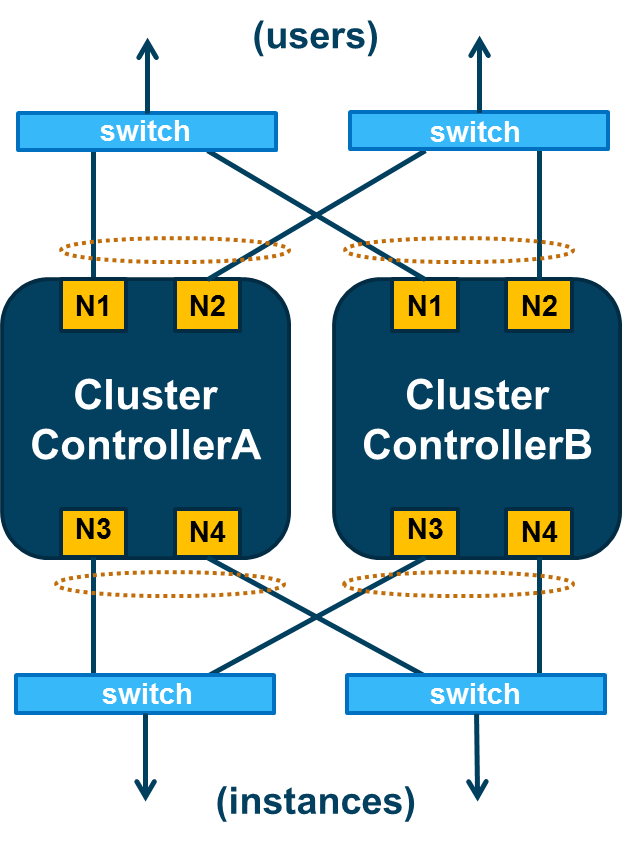 (users)
switch
switch
N1
N2
N1
N2
Cluster
ControllerA
Cluster
ControllerB
N3
N4
N3
N4
switch
switch
(instances)